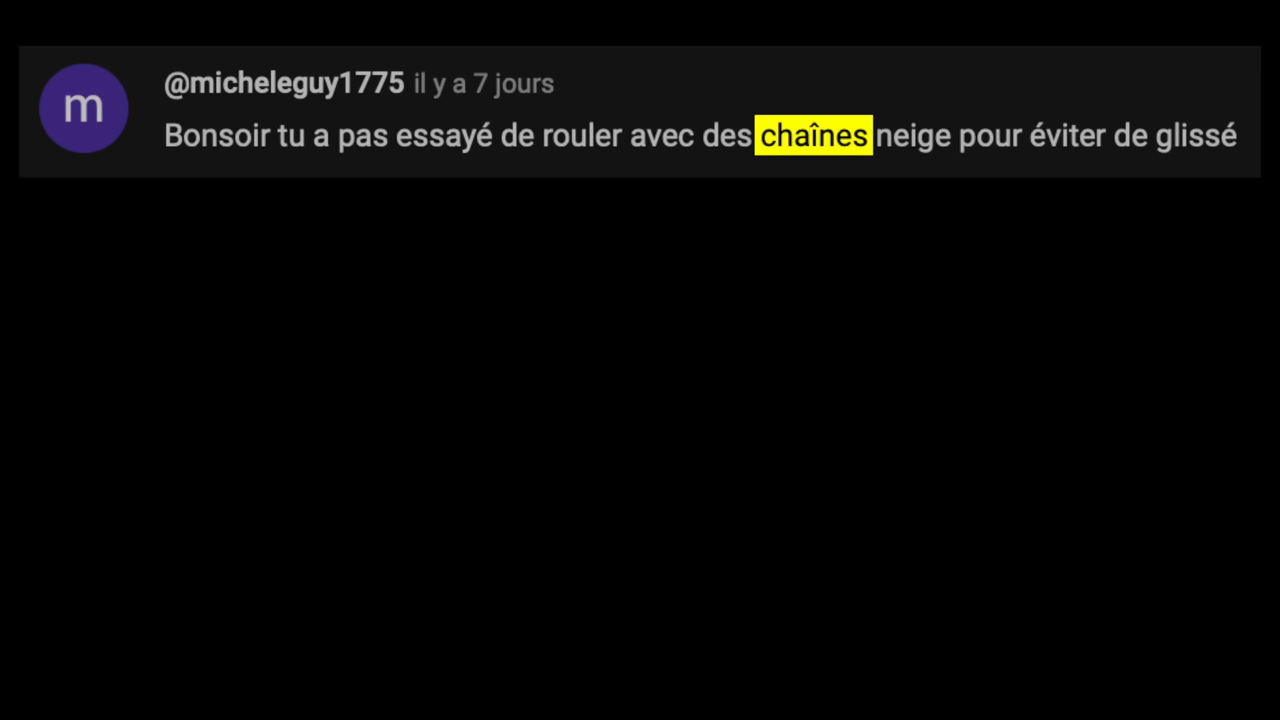 m
@micheleguy1775 il y a 7 jours
Bonsoir tu a pas essayé de rouler avec des chaînes neige pour éviter de glissé